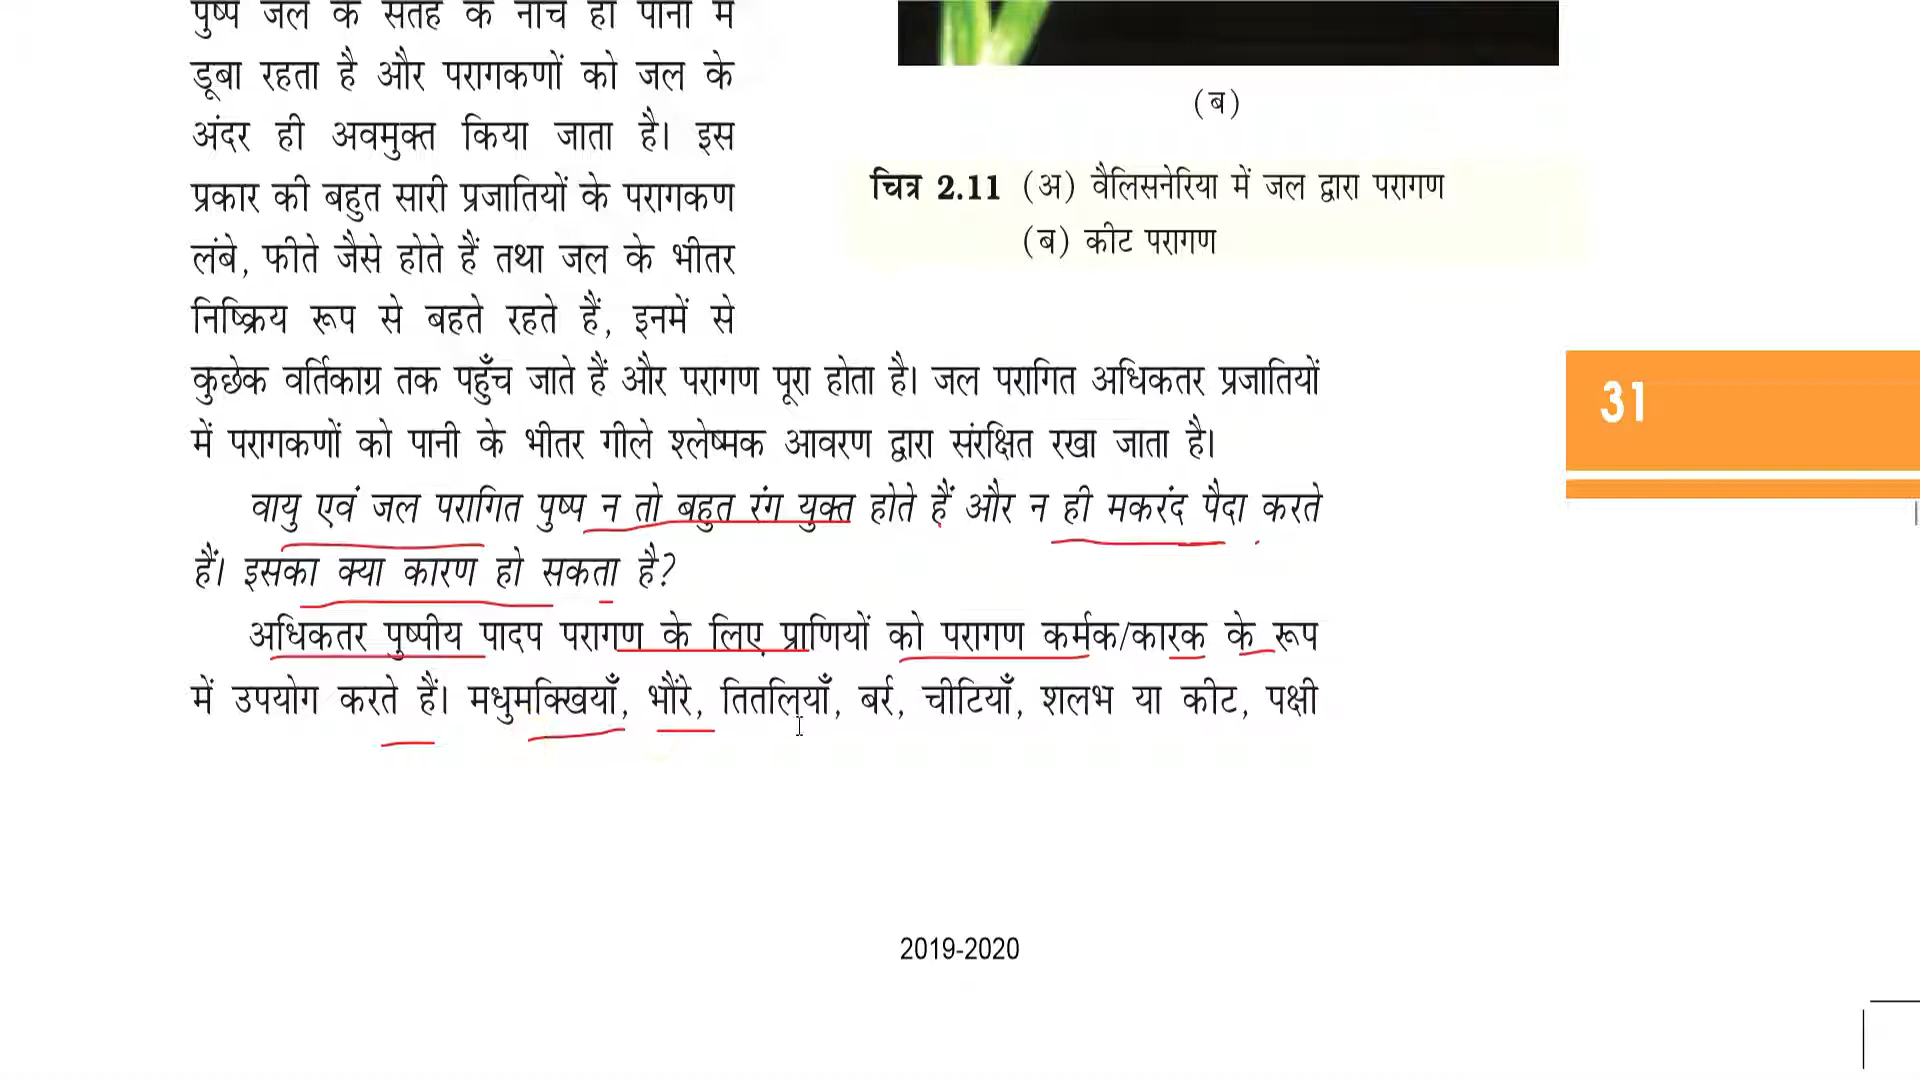 पुष्प जल के सतह के नीचे ही पानी में
डूबा रहता है और परागकणों को जल के
अंदर ही अवमुक्त किया जाता है। इस
प्रकार की बहुत सारी प्रजातियों के परागकण
लंबे, फीते जैसे होते हैं तथा जल के भीतर
निष्क्रिय रूप से बहते रहते हैं, इनमें से
कुछेक वर्तिकाग्र तक पहुँच जाते हैं और परागण पूरा होता है। जल परागित अधिकतर प्रजातियों
में परागकणों को पानी के भीतर गीले श्लेष्मक आवरण द्वारा संरक्षित रखा जाता है।
वायु एवं जल परागित पुष्प न तो बहुत रंग युक्त होते हैं और न ही मकरंद पैदा करते
हैं। इसका क्या कारण हो सकता है?
अधिकतर पुष्पीय पादप परागण के लिए प्राणियों को परागण कर्मक/कारक के रूप
में उपयोग करते हैं। मधुमक्खियाँ, भौंरे, तितलियाँ, बर्र, चीटियाँ, शलभ या कीट, पक्षी
(ब)
चित्र 2.11 (अ) वैलिसनेरिया में जल द्वारा परागण
(ब) कीट परागण
31
2019-2020